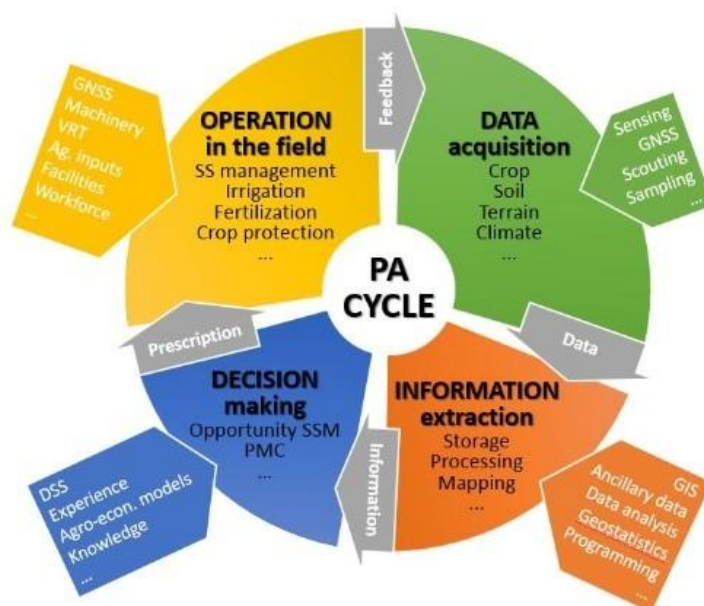 GNSS
Machinery
VRT
Ag. inputs
Facilities
Workforce
...
OPERATION
in the field
SS management
Irrigation
Fertilization
Crop protection
...
Feedback
DATA
acquisition
Crop
Soil
Terrain
Climate
...
Sensing
GNSS
Scouting
Sampling
...
PA
CYCLE
Prescription
Data
DECISION
making
Opportunity SSM
PMC
...
Information
INFORMATION
extraction
Storage
Processing
Mapping
...
DSS
Experience
Agro-econ. models
Knowledge
...
GIS
Ancillary data
Data analysis
Geostatistics
Programming
...